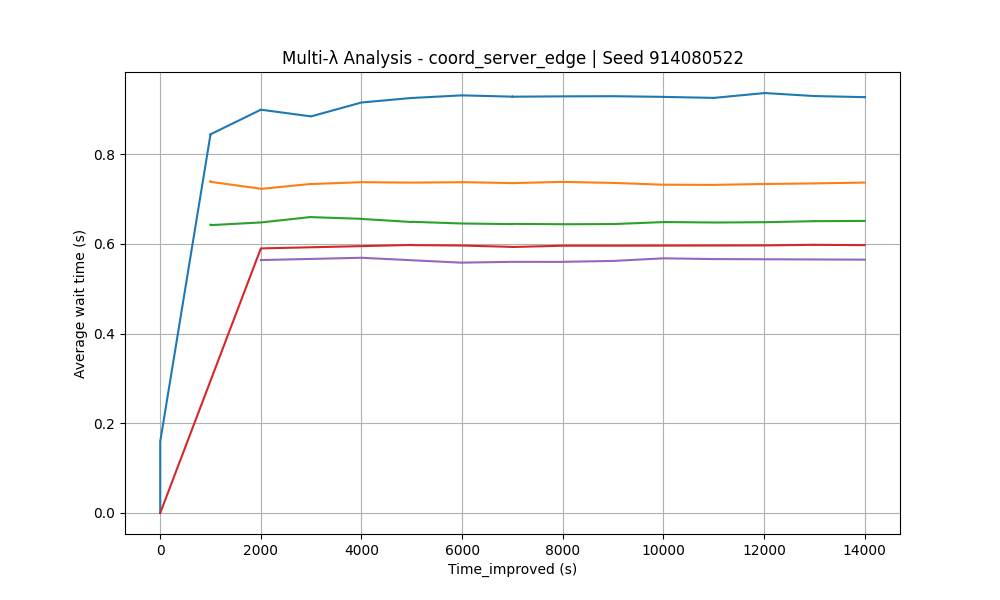 Multi-λ Analysis - coord_server_edge | Seed 914080522
Average wait time (s)
0.8
0.6
0.4
0.2
0.0
0 2000 4000 6000 8000 10000 12000 14000
Time_improved (s)